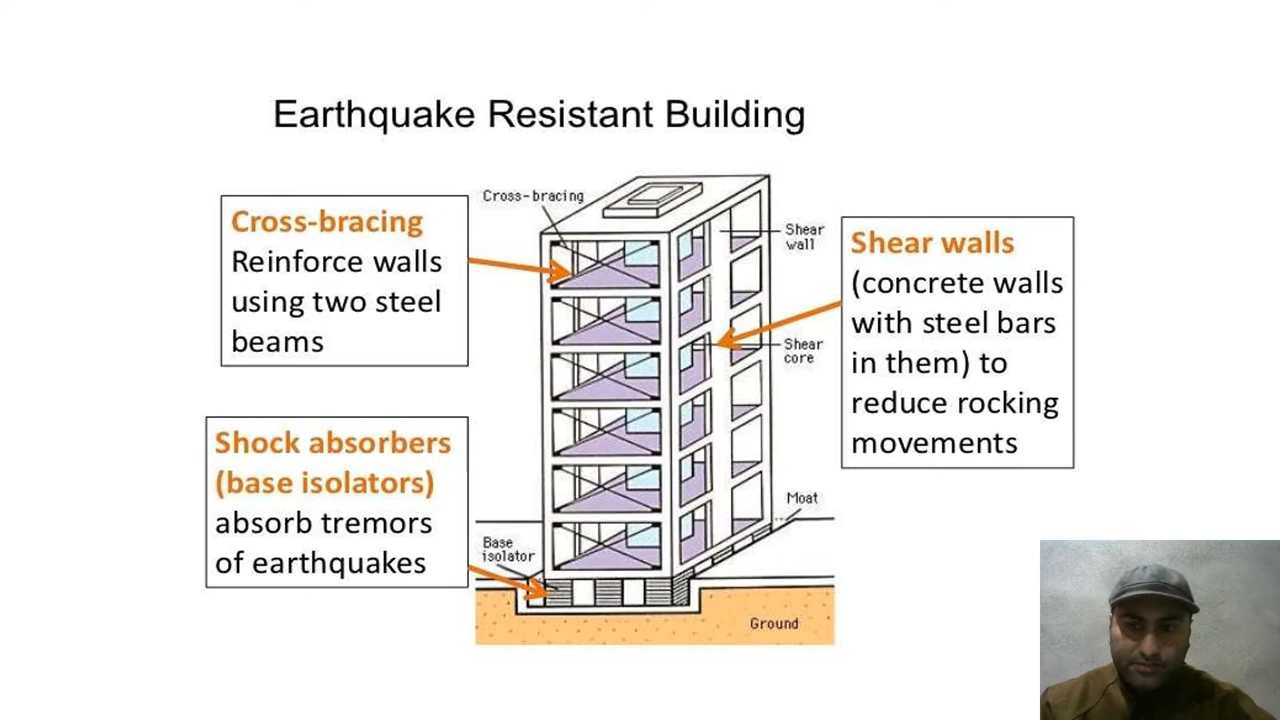 Earthquake Resistant Building
Cross-bracing
Reinforce walls
using two steel
beams
Shock absorbers
(base isolators)
absorb tremors
of earthquakes
Cross-bracing
Shear
wall
Shear
core
Moat
Base
isolator
Ground
Shear walls
(concrete walls
with steel bars
in them) to
reduce rocking
movements